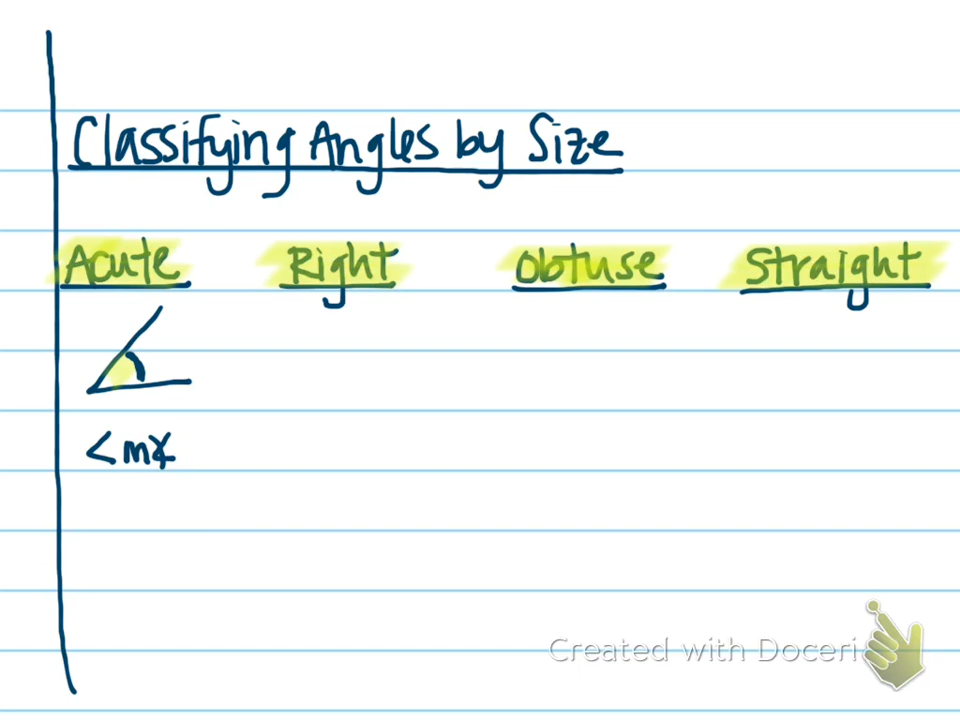 Classifying Angles by Size
Acute Right Obtuse Straight
<m∡
Created with Doceri